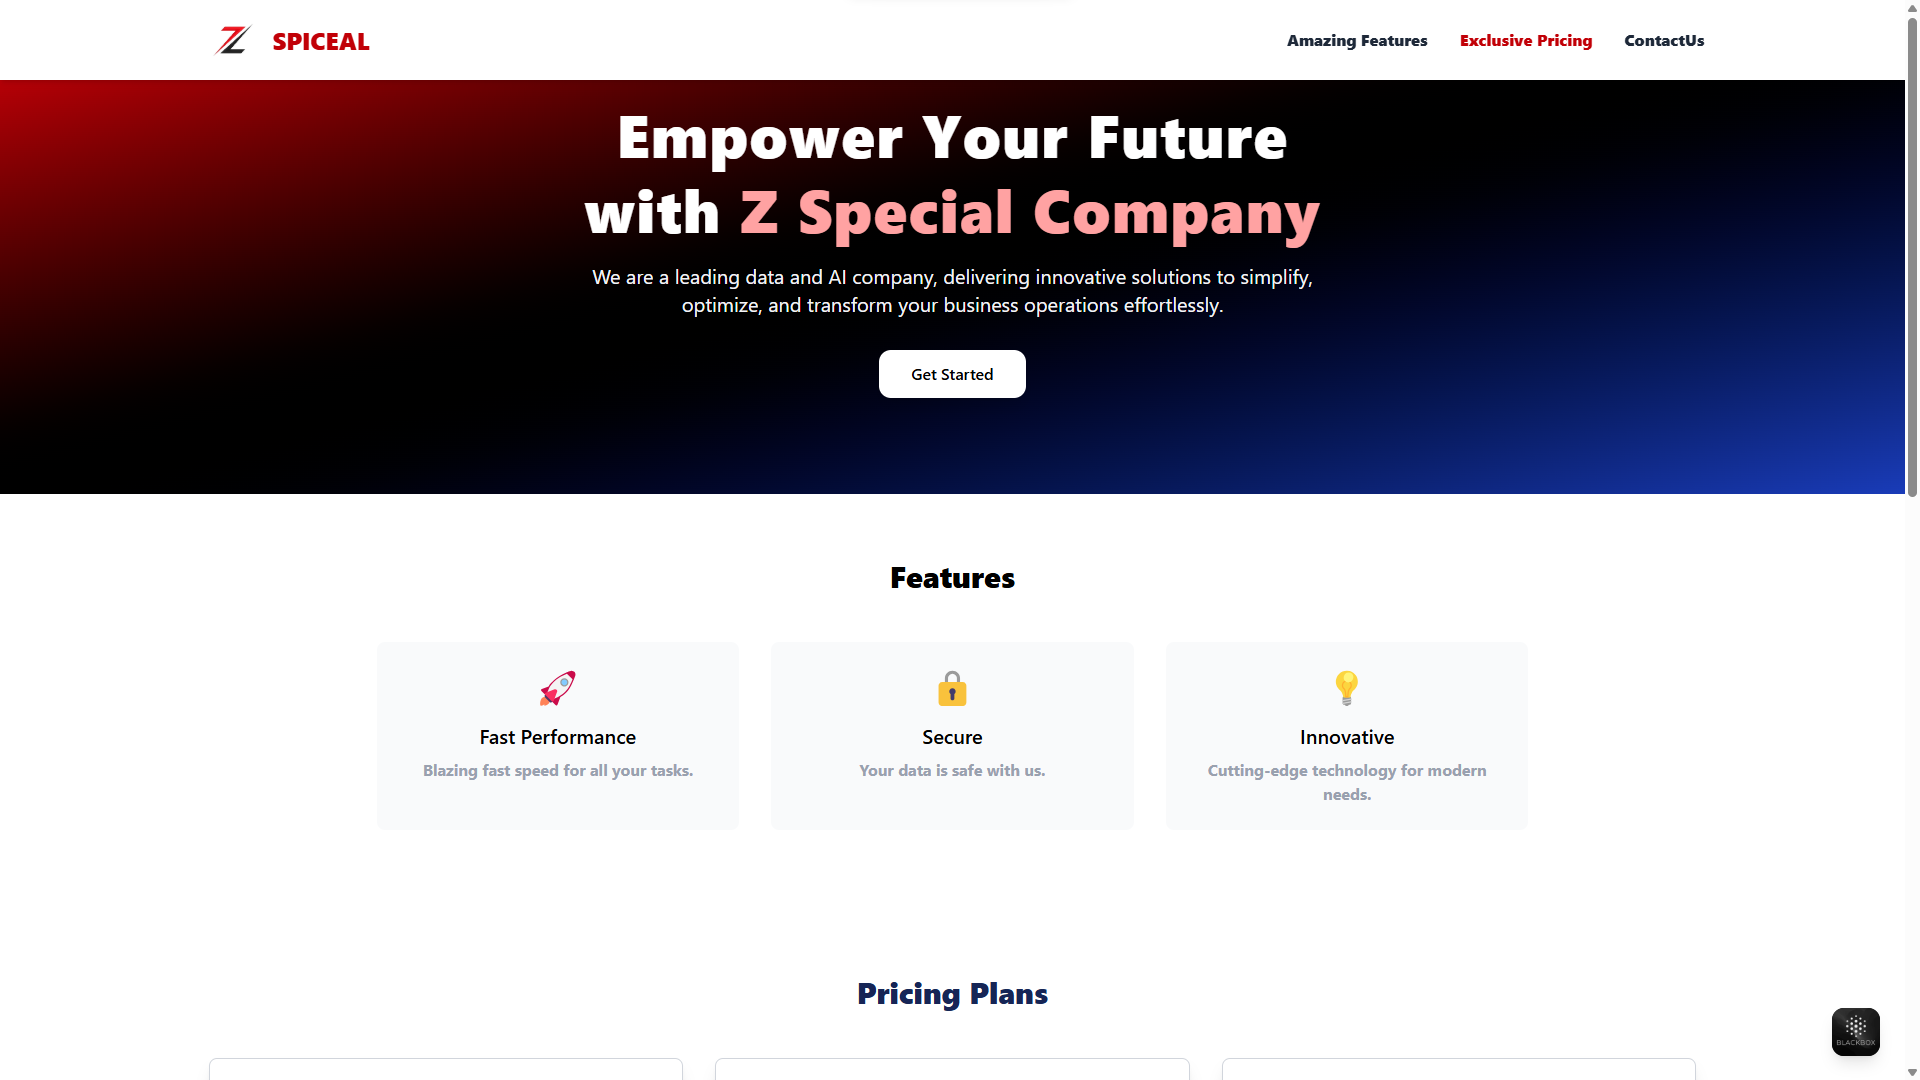 Z SPICEAL
Amazing Features
Exclusive Pricing
ContactUs
Empower Your Future
with Z Special Company
We are a leading data and AI company, delivering innovative solutions to simplify,
optimize, and transform your business operations effortlessly.
Get Started
Features
Fast Performance
Blazing fast speed for all your tasks.
Secure
Your data is safe with us.
Innovative
Cutting-edge technology for modern
needs.
Pricing Plans
BLACKBOX